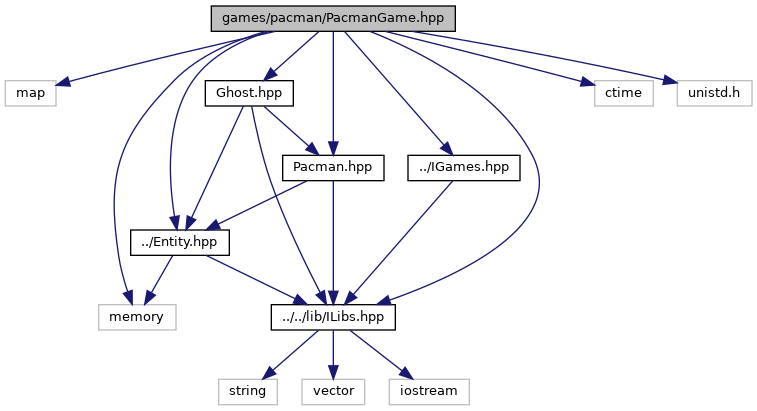 games/pacman/PacmanGame.hpp
map
Ghost.hpp
ctime
unistd.h
Pacman.hpp
../IGames.hpp
../Entity.hpp
memory
../../lib/ILibs.hpp
string
vector
iostream